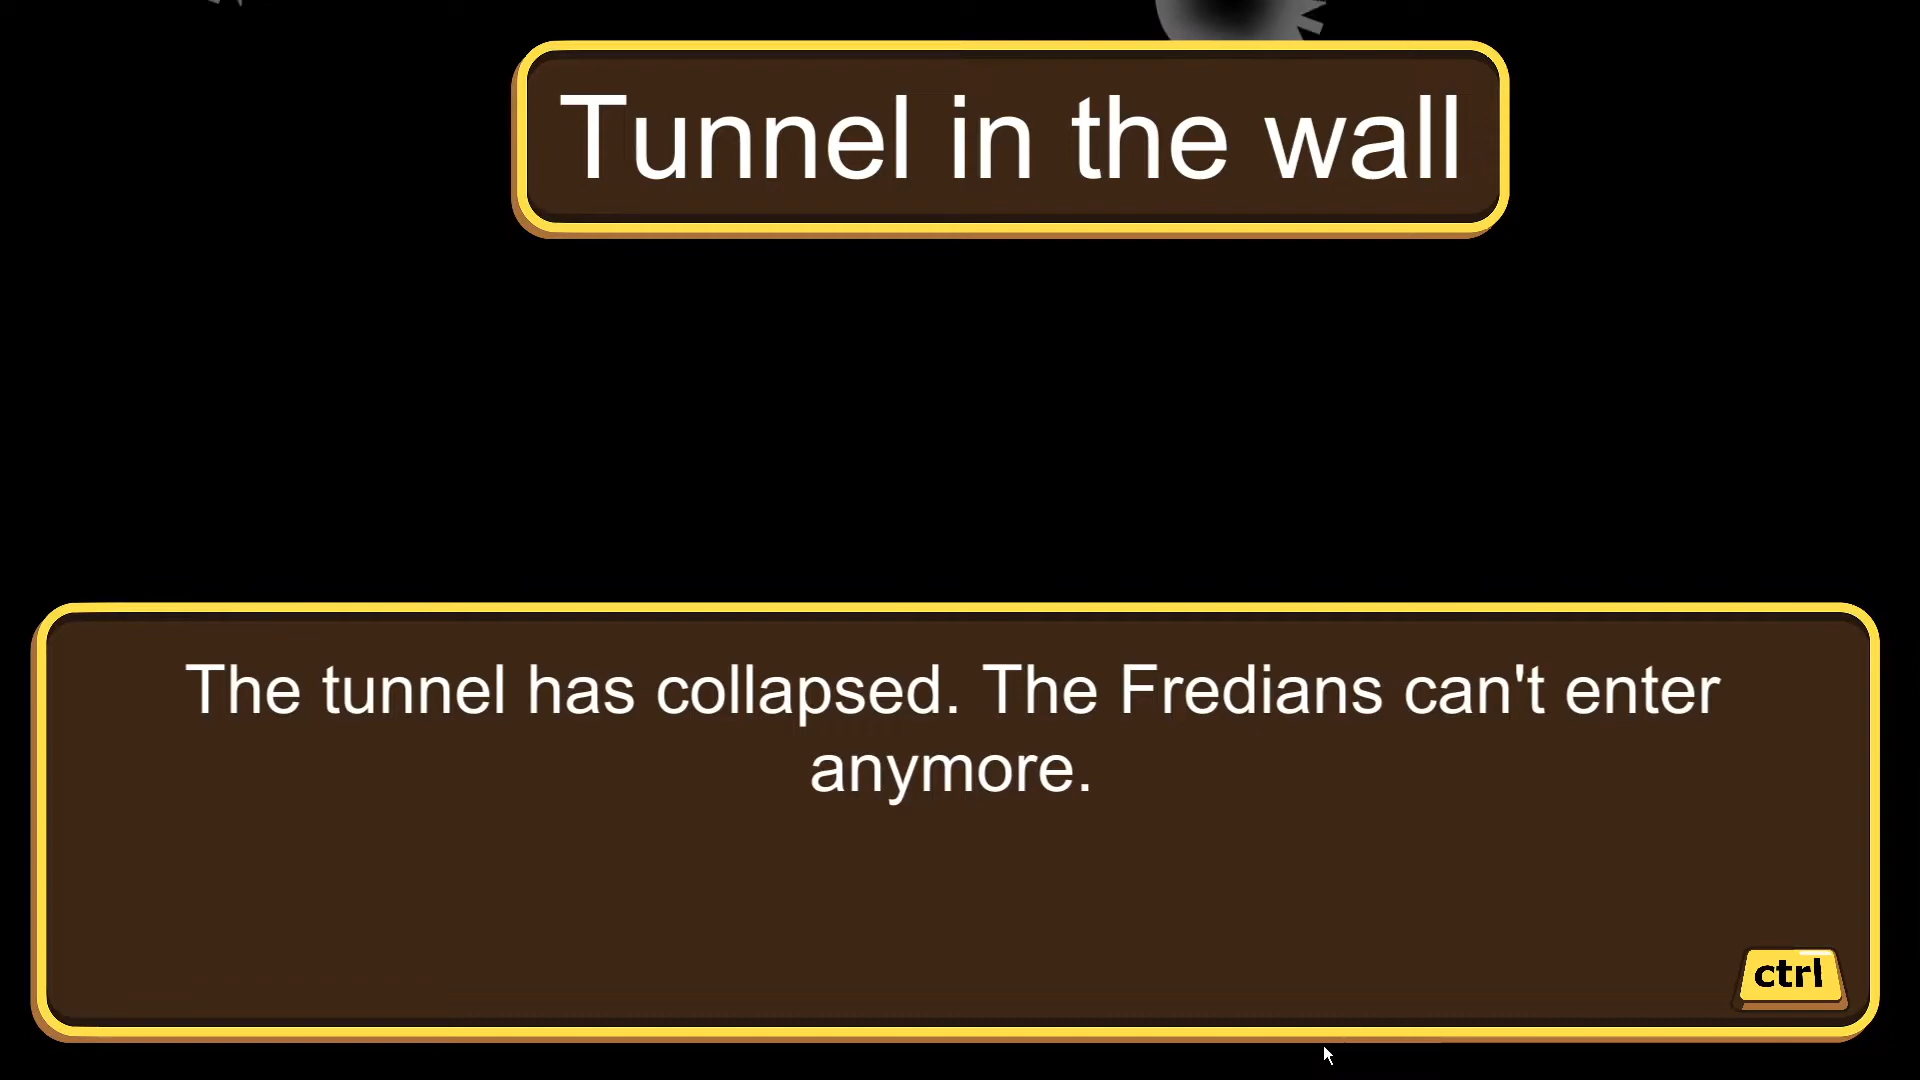 Tunnel in the wall
The tunnel has collapsed. The Fredians can't enter
anymore.
ctrl